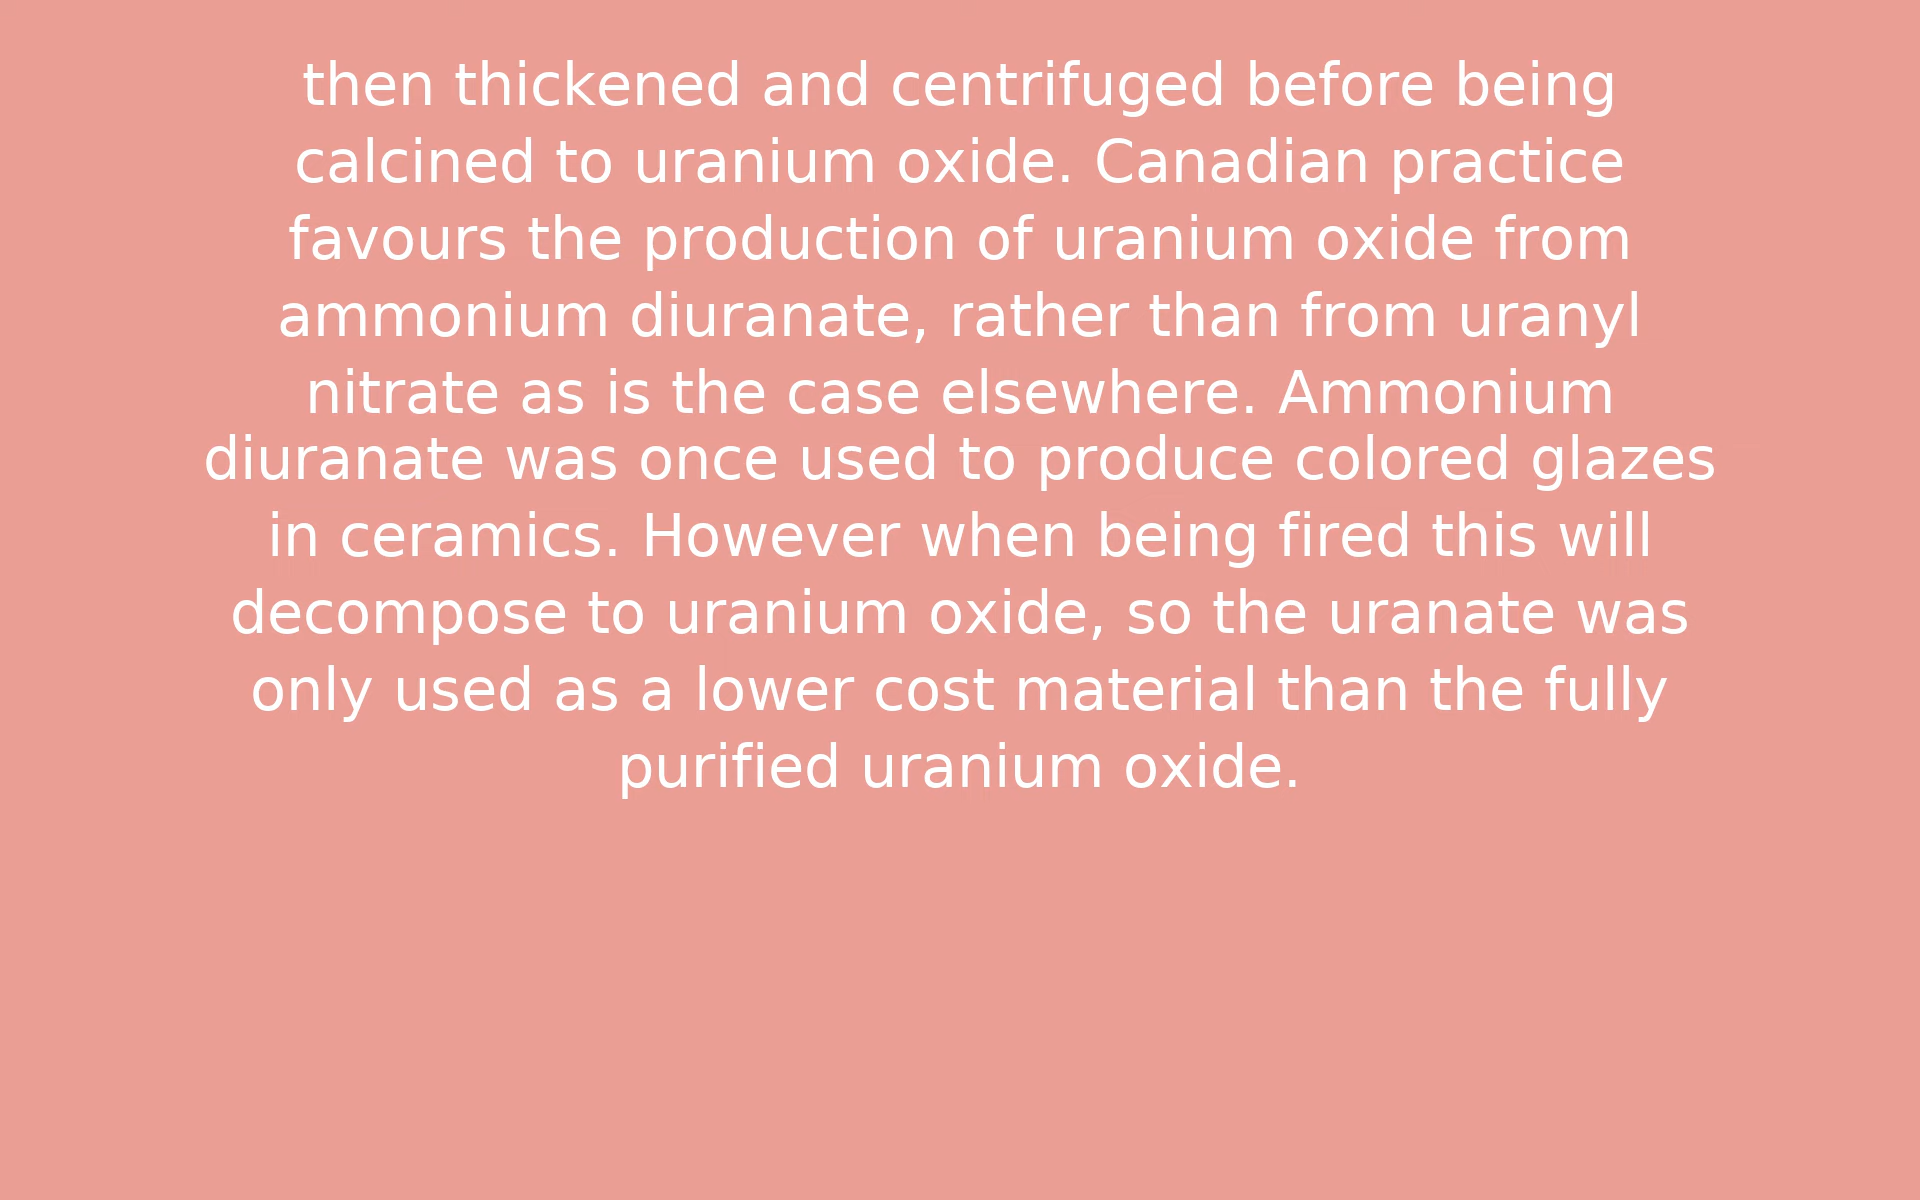 then thickened and centrifuged before being
calcined to uranium oxide. Canadian practice
favours the production of uranium oxide from
ammonium diuranate, rather than from uranyl
nitrate as is the case elsewhere. Ammonium
diuranate was once used to produce colored glazes
in ceramics. However when being fired this will
decompose to uranium oxide, so the uranate was
only used as a lower cost material than the fully
purified uranium oxide.